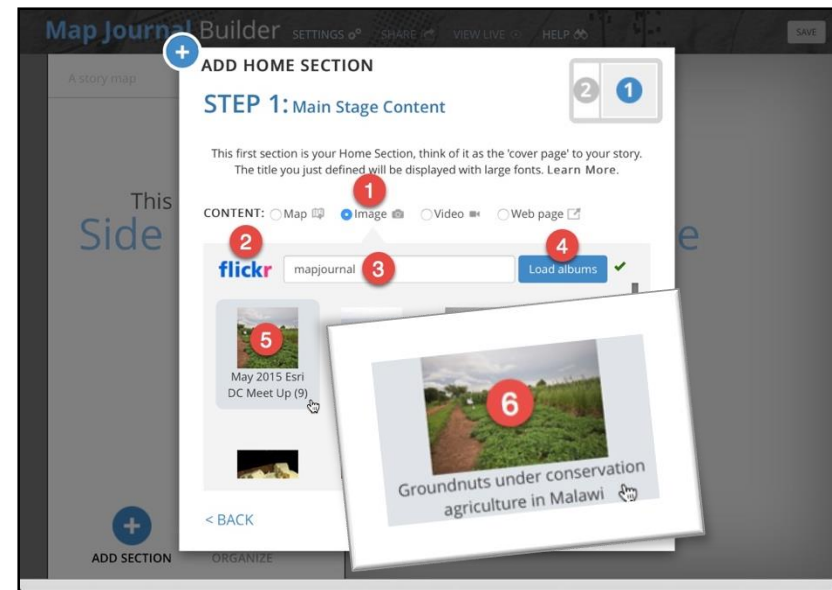 Map Journal Builder SETTINGS SHARE VIEW LIVE HELP SAVE
A story map
ADD HOME SECTION
STEP 1: Main Stage Content
2 1
This first section is your Home Section, think of it as the 'cover page' to your story.
The title you just defined will be displayed with large fonts. Learn More.
This
Side
e
1
CONTENT: Map Image Video Web page
2 4
flickr mapjournal 3 Load albums
5
May 2015 Esri
DC Meet Up (9)
6
Groundnuts under conservation
agriculture in Malawi
< BACK
ADD SECTION ORGANIZE